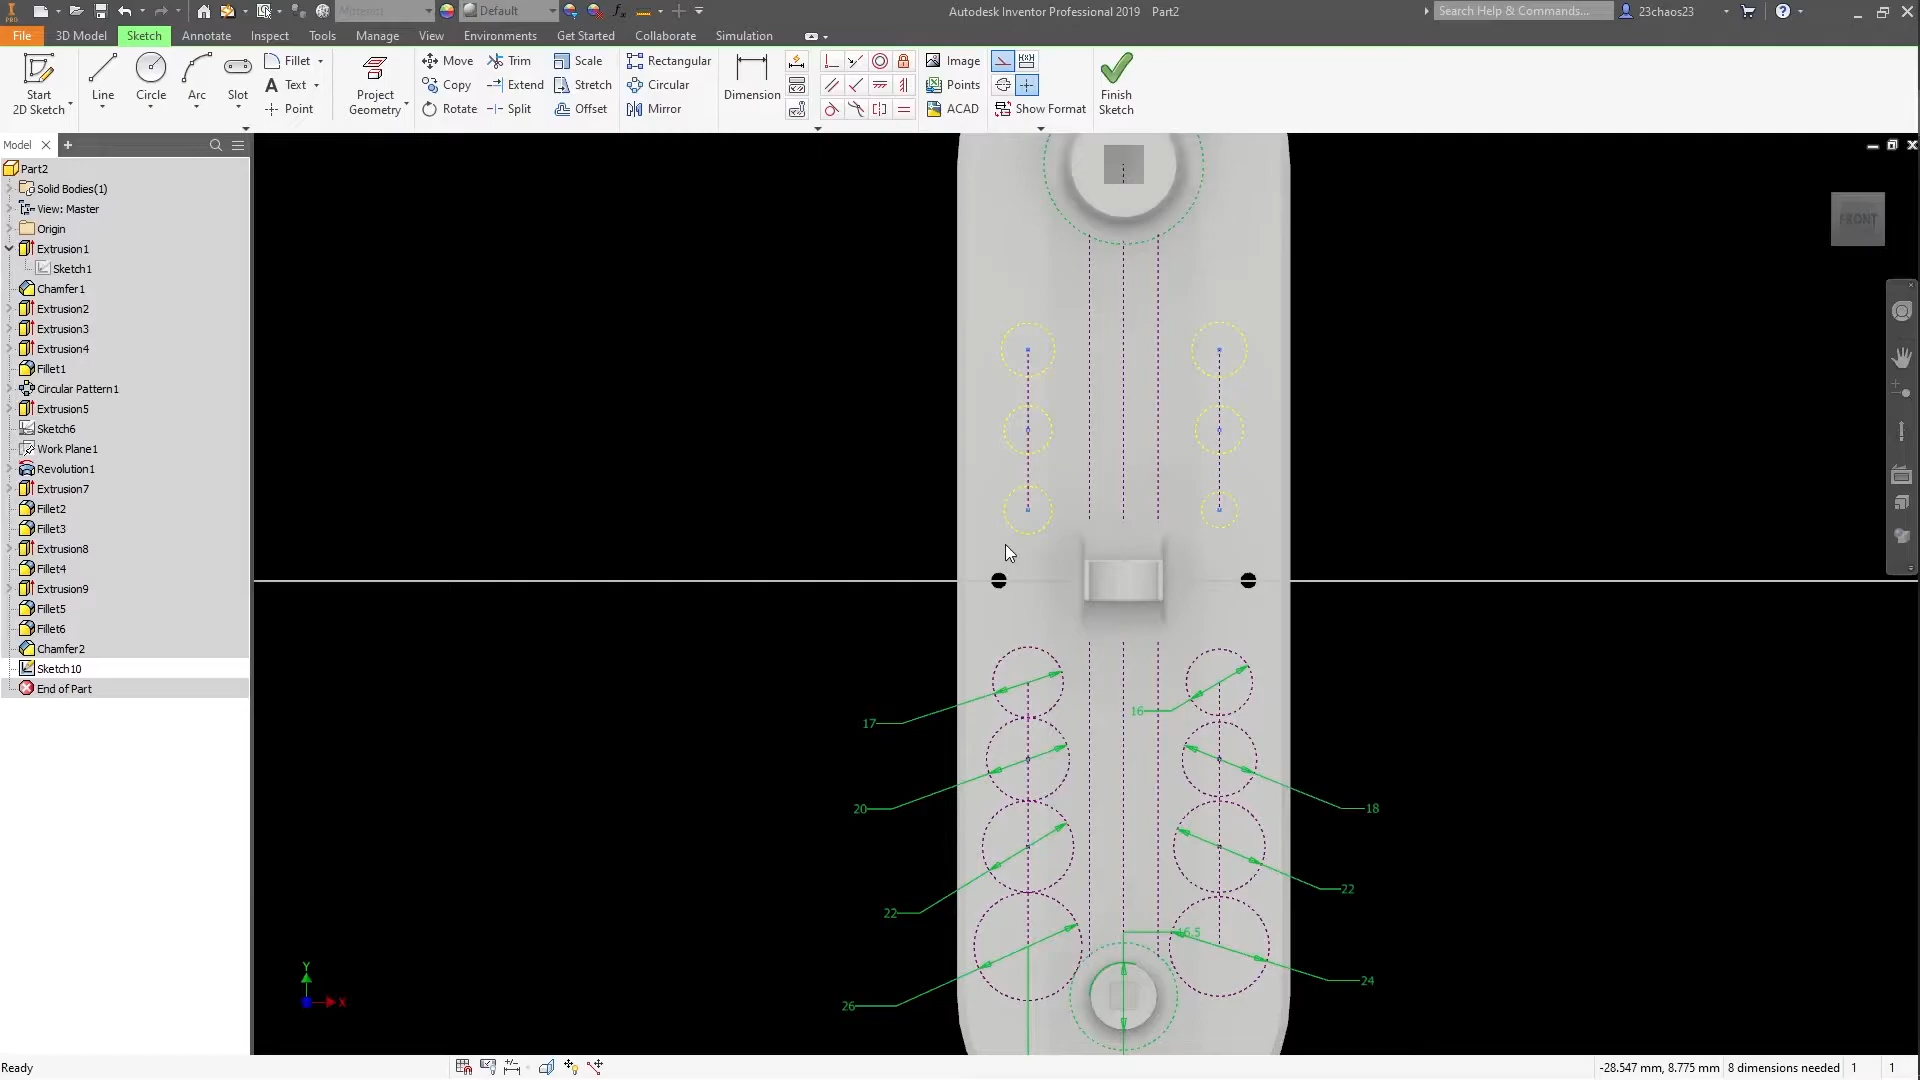 Material
Default
Autodesk Inventor Professional 2019 Part2
Search Help & Commands...
23chaos23
PRO
File 3D Model Sketch Annotate Inspect Tools Manage View Environments Get Started Collaborate Simulation
Start
2D Sketch
Line
Circle
Arc
Slot
Fillet
Text
Point
Project
Geometry
Move
Copy
Rotate
Trim
Extend
Split
Scale
Stretch
Offset
Rectangular
Circular
Mirror
Dimension
Image
Points
ACAD
Show Format
Finish
Sketch
Model
Part2
Solid Bodies(1)
View: Master
Origin
Extrusion1
Sketch1
Chamfer1
Extrusion2
Extrusion3
Extrusion4
Fillet1
Circular Pattern1
Extrusion5
Sketch6
Work Plane1
Revolution1
Extrusion7
Fillet2
Fillet3
Extrusion8
Fillet4
Extrusion9
Fillet5
Fillet6
Chamfer2
Sketch10
End of Part
FRONT
17
16
20
18
22
22
16.5
26
24
Y
X
Ready
-28.547 mm, 8.775 mm 8 dimensions needed 1 1